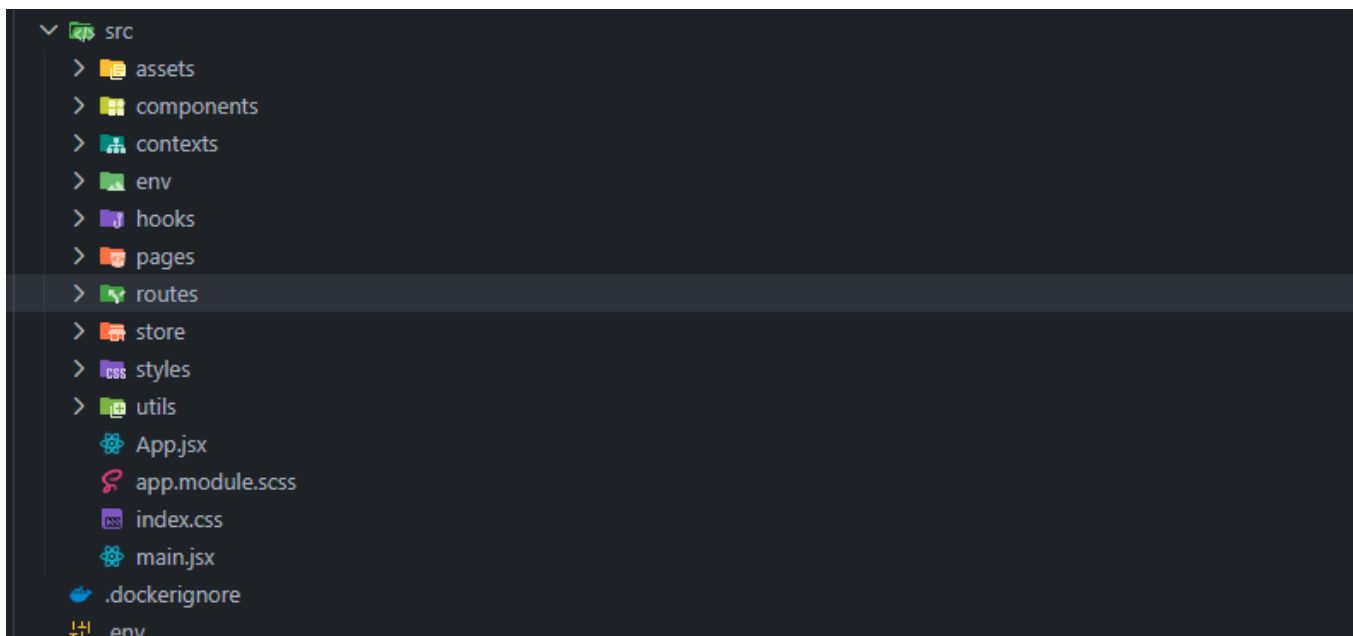 src
assets
components
contexts
env
hooks
pages
routes
store
styles
utils
App.jsx
app.module.scss
index.css
main.jsx
.dockerignore
.env